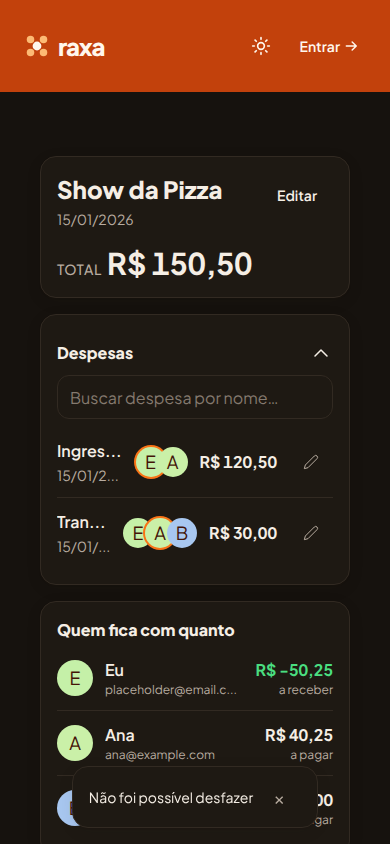 raxa
Entrar →
Show da Pizza
Editar
15/01/2026
TOTAL R$ 150,50
Despesas
Buscar despesa por nome...
Ingres... E A R$ 120,50
15/01/2...
Tran... E A B R$ 30,00
15/01/...
Quem fica com quanto
E Eu R$ -50,25
placeholder@email.c... a receber
A Ana R$ 40,25
ana@example.com a pagar
Não foi possível desfazer ×